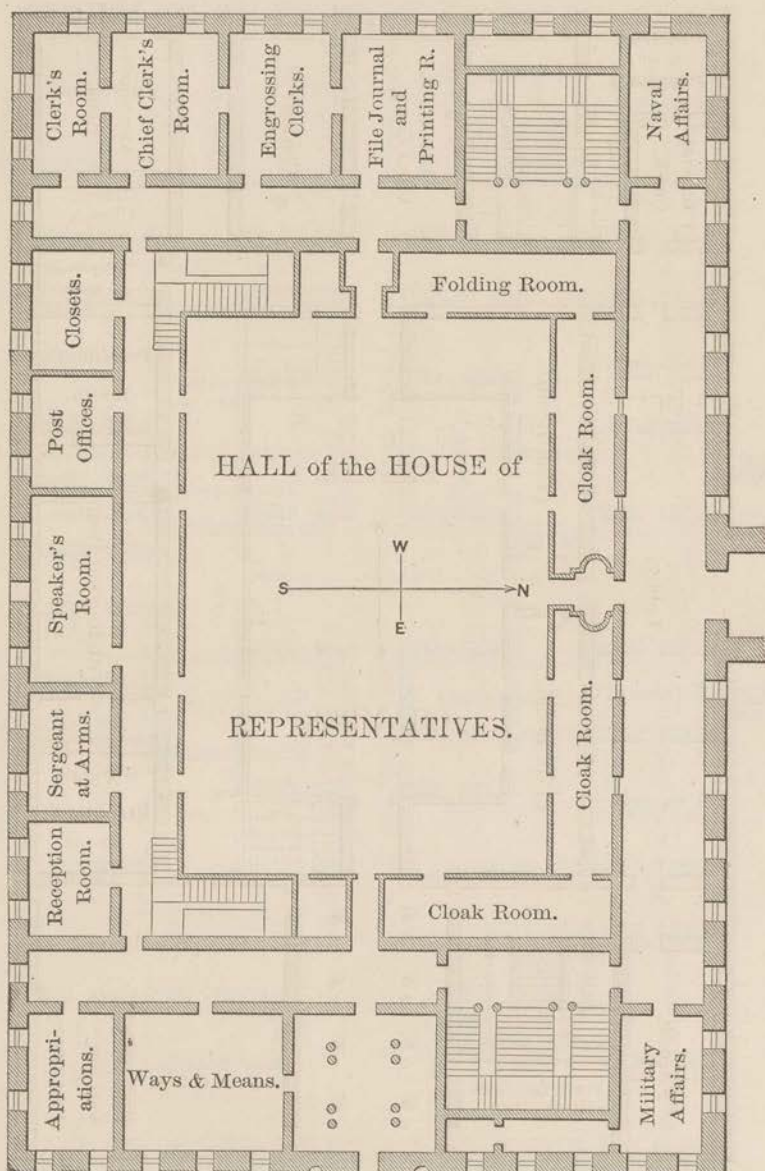 Clerk's
Room.
Chief Clerk's
Room.
Engrossing
Clerks.
File Journal
and
Printing R.
Naval
Affairs.
Closets.
Folding Room.
Post
Offices.
Cloak Room.
HALL of the HOUSE of
Speaker's
Room.
W
S
N
E
Sergeant
at Arms.
REPRESENTATIVES.
Cloak Room.
Reception
Room.
Cloak Room.
Appropri-
ations.
Ways & Means.
Military
Affairs.